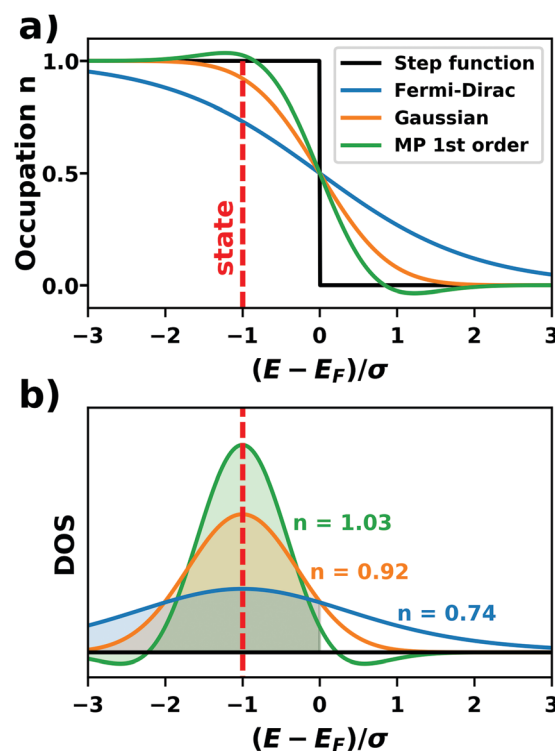 a)
Occupation n
1.0
0.5
0.0
Step function
Fermi-Dirac
Gaussian
MP 1st order
state
−3 −2 −1 0 1 2 3
(E − E_F)/σ
b)
DOS
n = 1.03
n = 0.92
n = 0.74
−3 −2 −1 0 1 2 3
(E − E_F)/σ